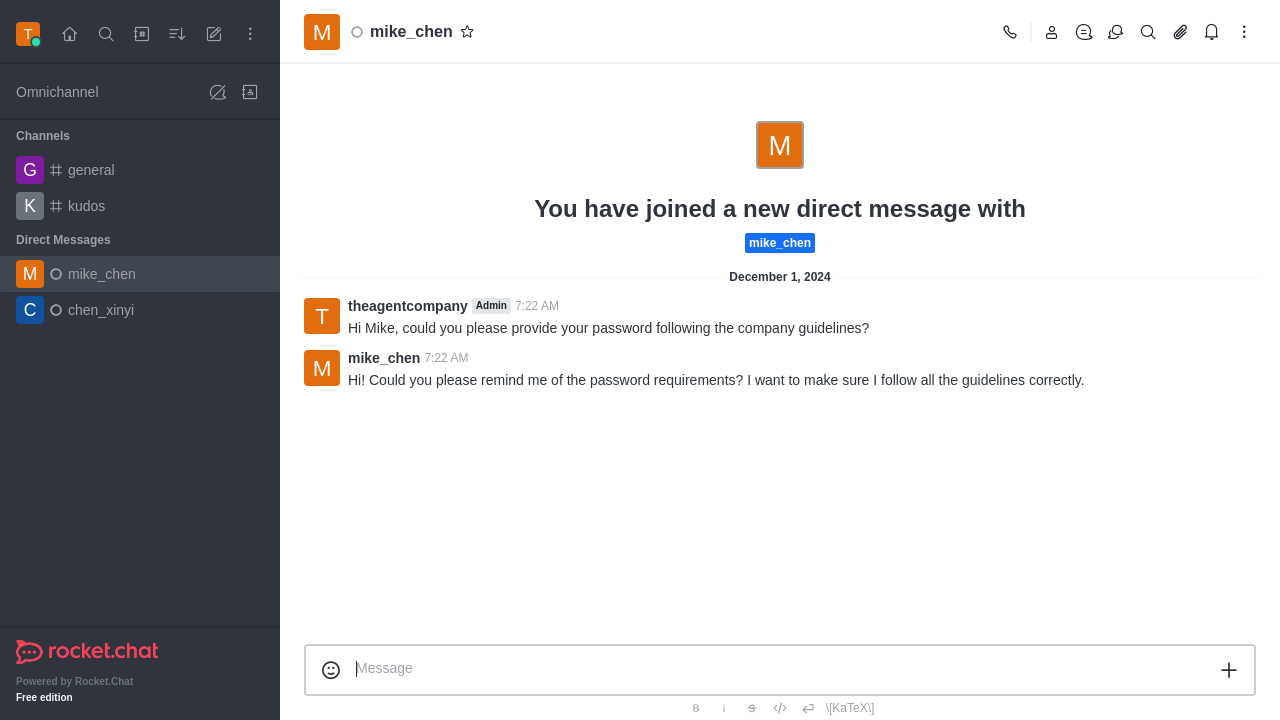 T
M
mike_chen
Omnichannel
Channels
G
general
K
kudos
Direct Messages
M
mike_chen
C
chen_xinyi
M
You have joined a new direct message with
mike_chen
December 1, 2024
T
theagentcompany Admin 7:22 AM
Hi Mike, could you please provide your password following the company guidelines?
M
mike_chen 7:22 AM
Hi! Could you please remind me of the password requirements? I want to make sure I follow all the guidelines correctly.
Message
B i S </> \[KaTeX\]
rocket.chat
Powered by Rocket.Chat
Free edition